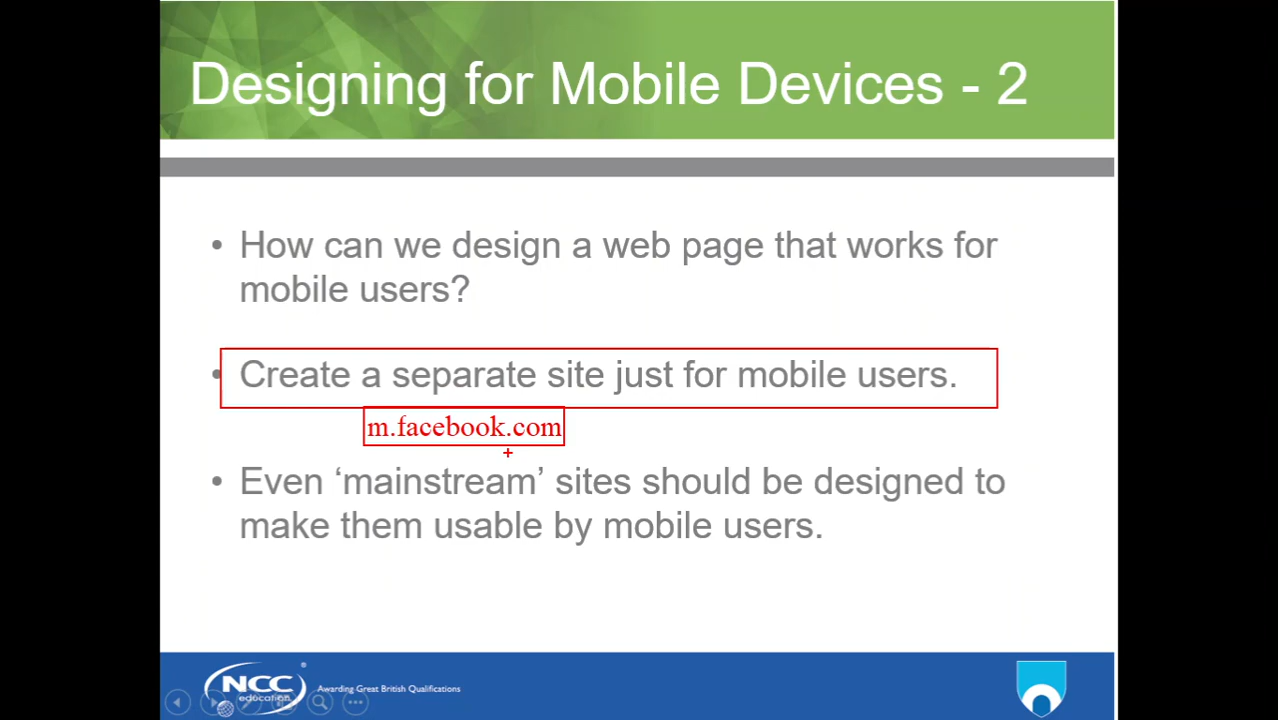 Designing for Mobile Devices - 2
• How can we design a web page that works for
mobile users?
• Create a separate site just for mobile users.
m.facebook.com
• Even ‘mainstream’ sites should be designed to
make them usable by mobile users.
NCC
education
®
Awarding Great British Qualifications